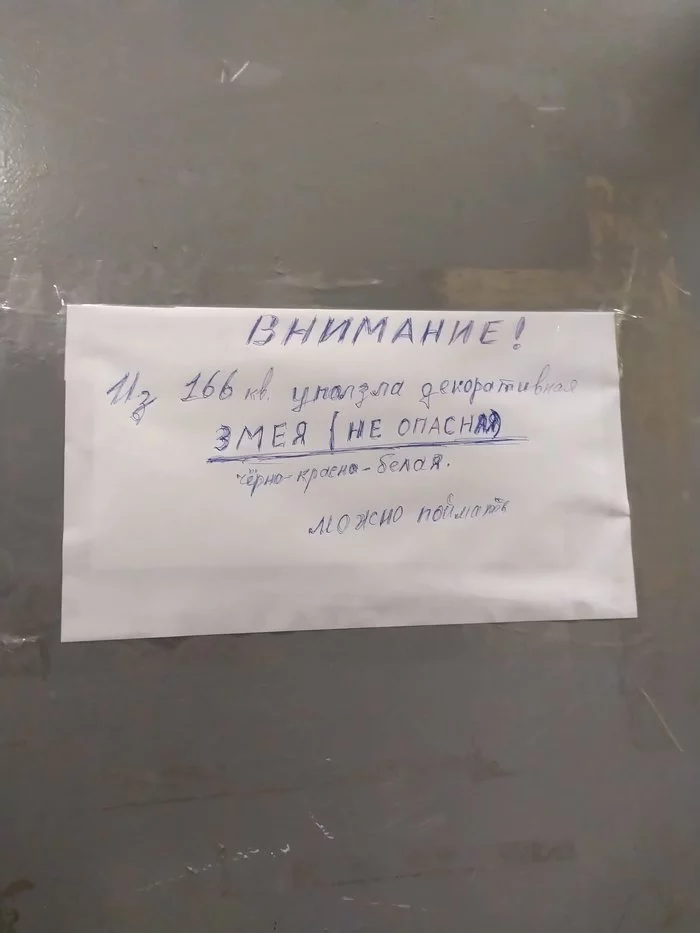 ВНИМАНИЕ!
Из 166 кв. уползла декоративная
ЗМЕЯ (НЕ ОПАСНАЯ)
чёрно-красно-белая.
можно поймать